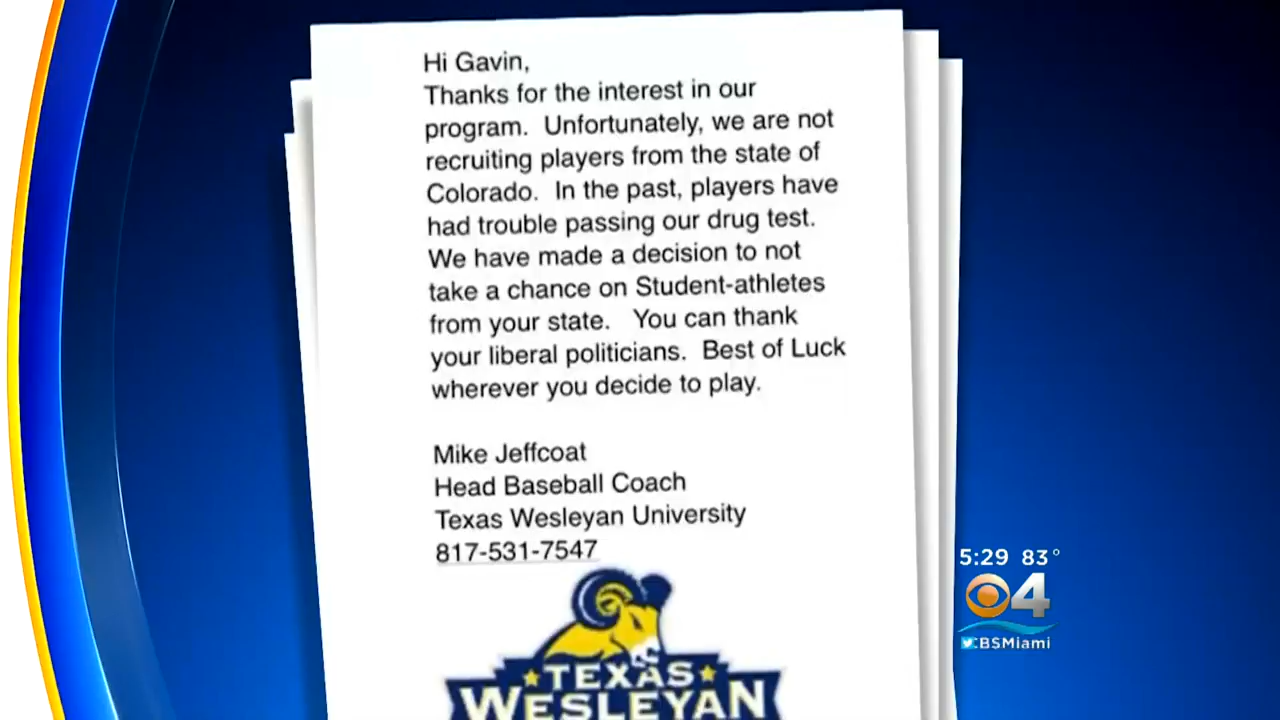 Hi Gavin,
Thanks for the interest in our
program.  Unfortunately, we are not
recruiting players from the state of
Colorado.  In the past, players have
had trouble passing our drug test.
We have made a decision to not
take a chance on Student-athletes
from your state.   You can thank
your liberal politicians.  Best of Luck
wherever you decide to play.
Mike Jeffcoat
Head Baseball Coach
Texas Wesleyan University
817-531-7547
TEXAS
WESLEYAN
5:29 83°
4
CBSMiami